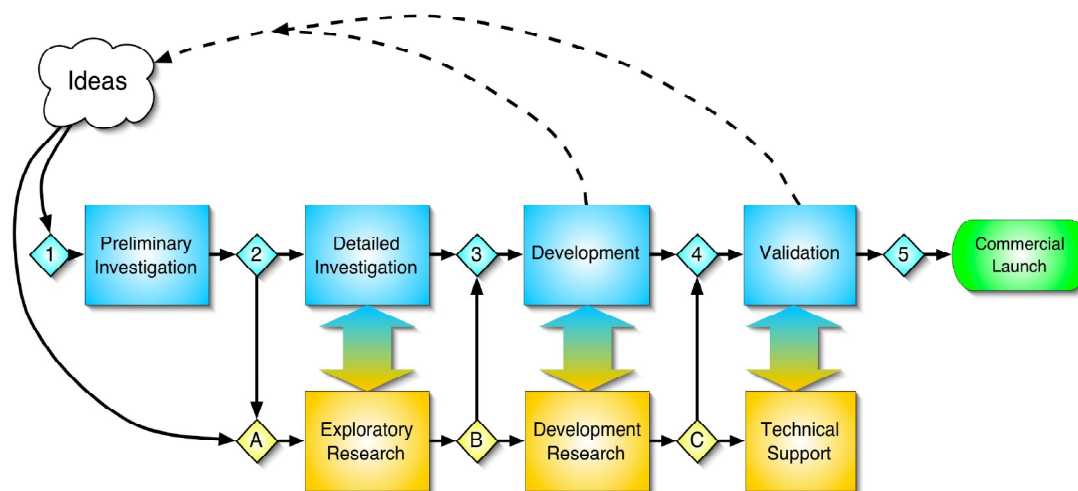 Ideas
1
Preliminary
Investigation
2
Detailed
Investigation
3
Development
4
Validation
5
Commercial
Launch
A
Exploratory
Research
B
Development
Research
C
Technical
Support